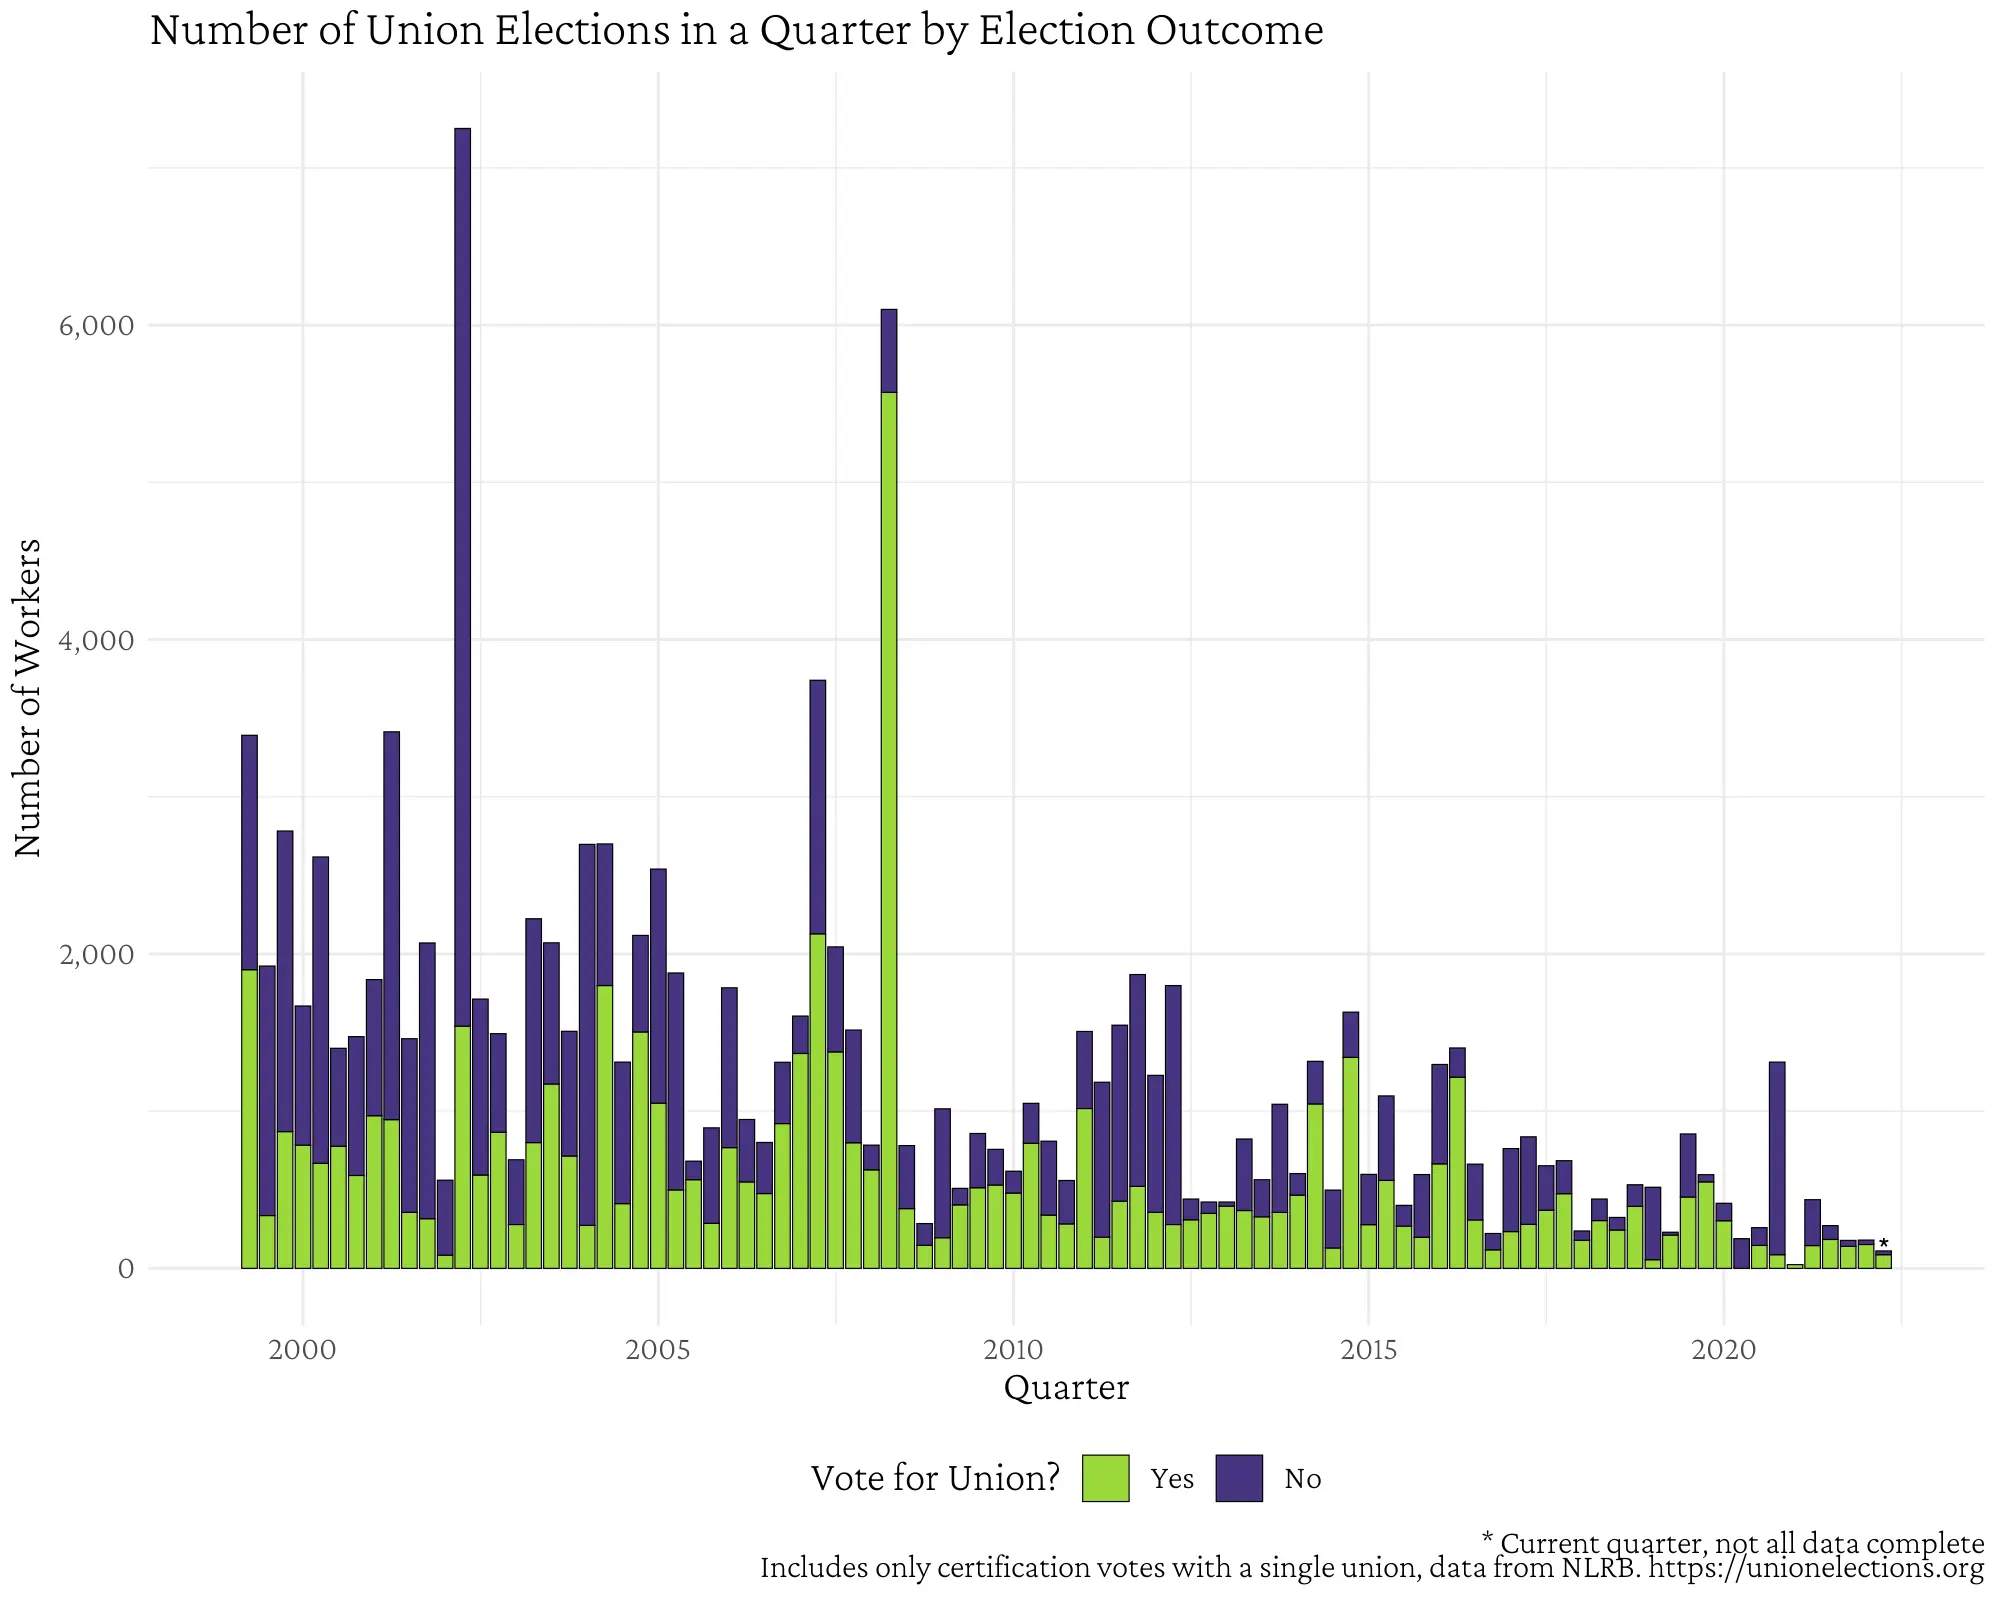 Number of Union Elections in a Quarter by Election Outcome
Number of Workers
6,000
4,000
2,000
0
*
2000 2005 2010 2015 2020
Quarter
Vote for Union? Yes No
* Current quarter, not all data complete
Includes only certification votes with a single union, data from NLRB. https://unionelections.org